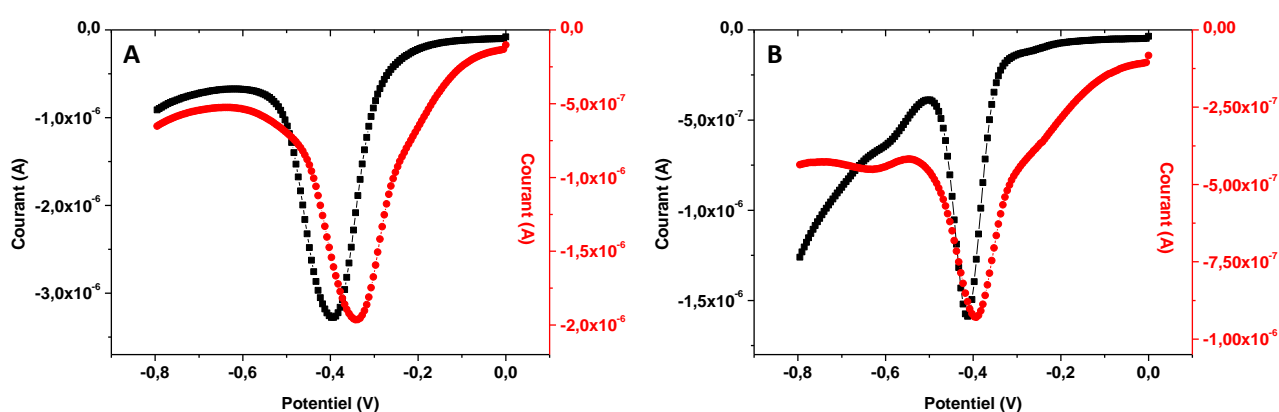 A
0,0
-1,0x10⁻⁶
-2,0x10⁻⁶
-3,0x10⁻⁶
Courant (A)
0,0
-5,0x10⁻⁷
-1,0x10⁻⁶
-1,5x10⁻⁶
-2,0x10⁻⁶
Courant (A)
-0,8 -0,6 -0,4 -0,2 0,0
Potentiel (V)
B
0,0
-5,0x10⁻⁷
-1,0x10⁻⁶
-1,5x10⁻⁶
Courant (A)
0,00
-2,50x10⁻⁷
-5,00x10⁻⁷
-7,50x10⁻⁷
-1,00x10⁻⁶
Courant (A)
-0,8 -0,6 -0,4 -0,2 0,0
Potentiel (V)